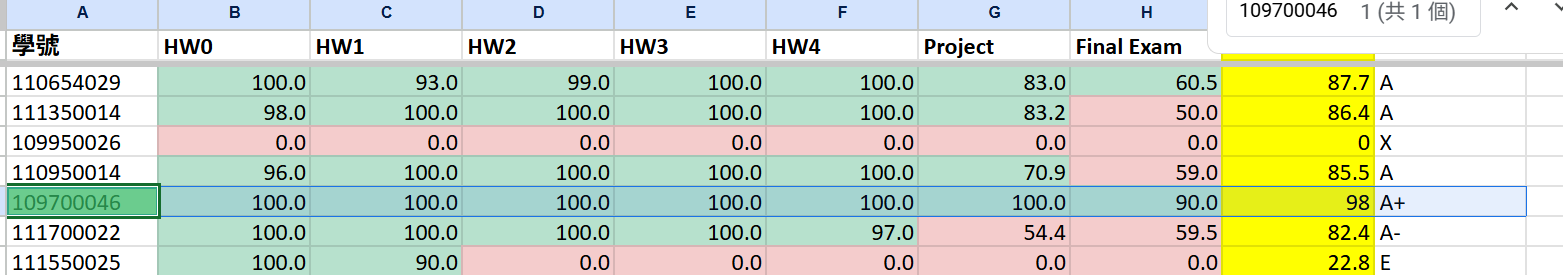 A B C D E F G H 109700046 1 (共 1 個)
學號 HW0 HW1 HW2 HW3 HW4 Project Final Exam
110654029 100.0 93.0 99.0 100.0 100.0 83.0 60.5 87.7 A
111350014 98.0 100.0 100.0 100.0 100.0 83.2 50.0 86.4 A
109950026 0.0 0.0 0.0 0.0 0.0 0.0 0.0 0 X
110950014 96.0 100.0 100.0 100.0 100.0 70.9 59.0 85.5 A
109700046 100.0 100.0 100.0 100.0 100.0 100.0 90.0 98 A+
111700022 100.0 100.0 100.0 100.0 97.0 54.4 59.5 82.4 A-
111550025 100.0 90.0 0.0 0.0 0.0 0.0 0.0 22.8 E